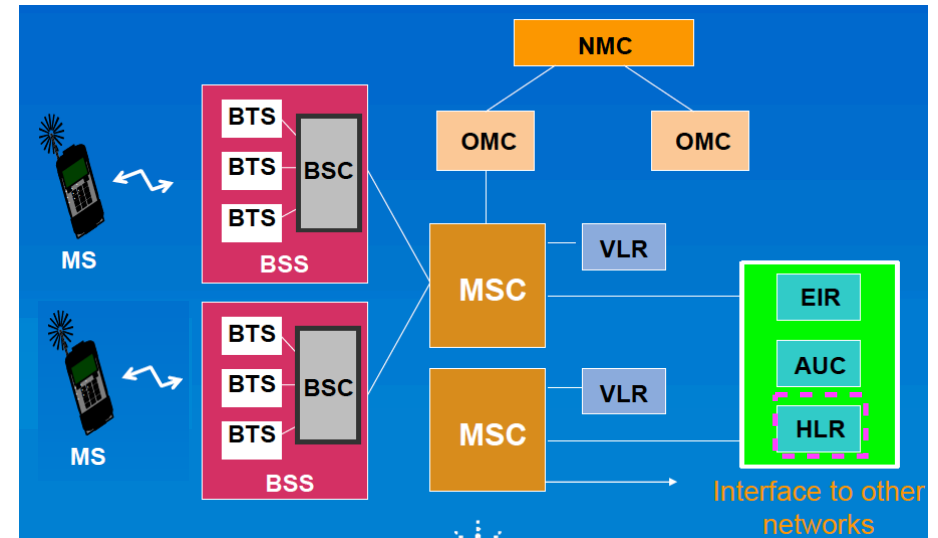 NMC
OMC
OMC
BTS
BTS
BTS
BSC
BSS
MS
MSC
VLR
EIR
AUC
HLR
BTS
BTS
BTS
BSC
BSS
MS
MSC
VLR
Interface to other
networks